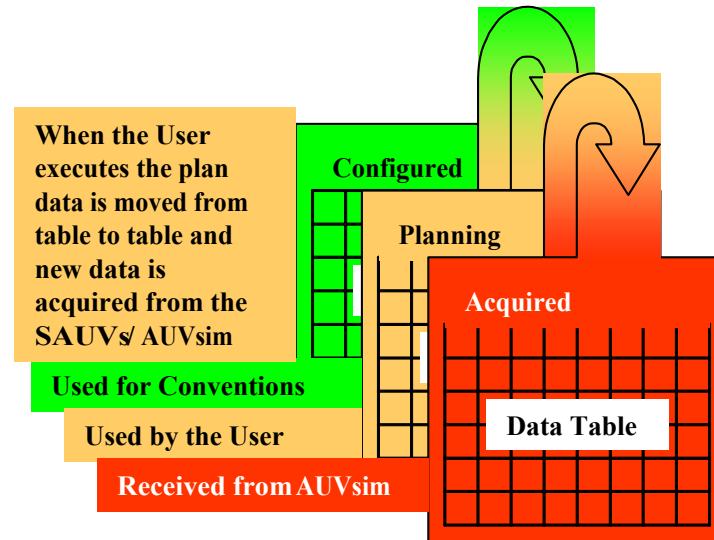 When the User
executes the plan
data is moved from
table to table and
new data is
acquired from the
SAUVs/ AUVsim
Configured
Planning
Acquired
Used for Conventions
Used by the User
Received from AUVsim
Data Table